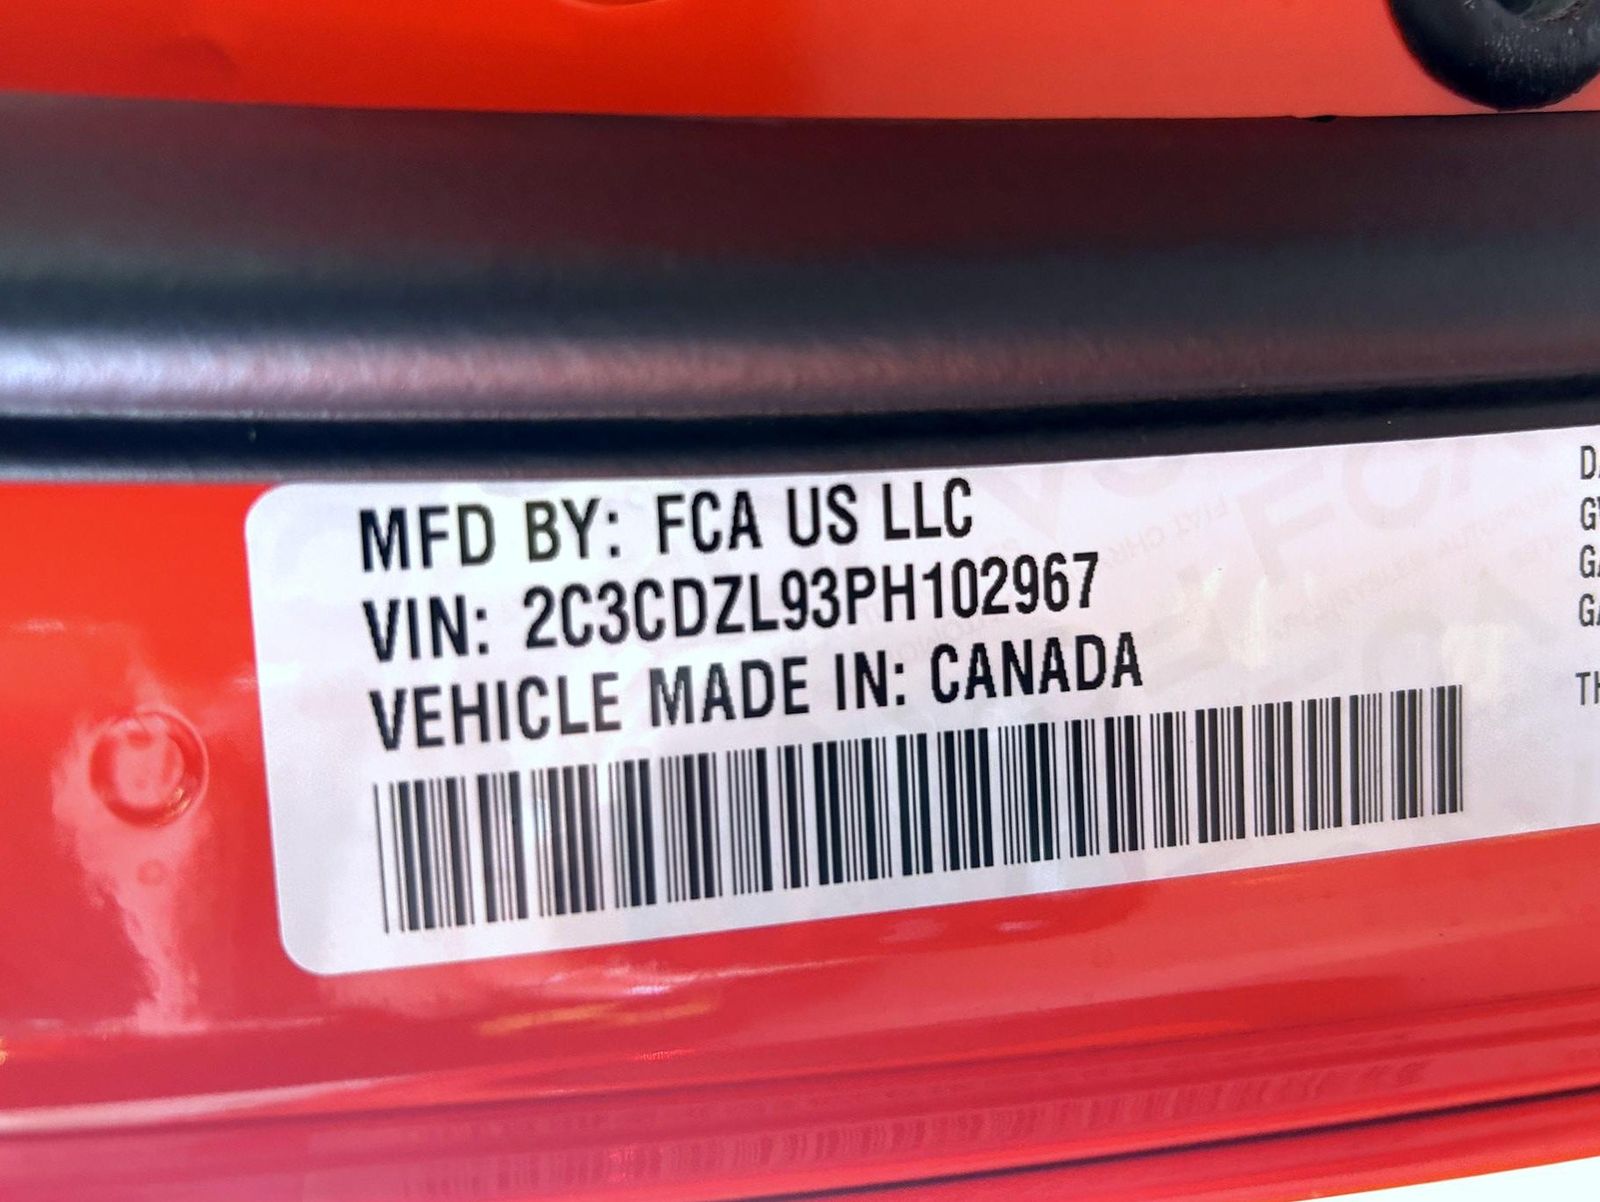 MFD BY: FCA US LLC
VIN: 2C3CDZL93PH102967
VEHICLE MADE IN: CANADA